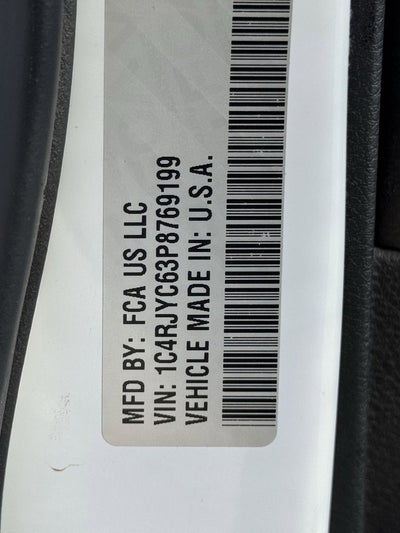 MFD BY: FCA US LLC
VIN: 1C4RJYC63P8769199
VEHICLE MADE IN: U.S.A.